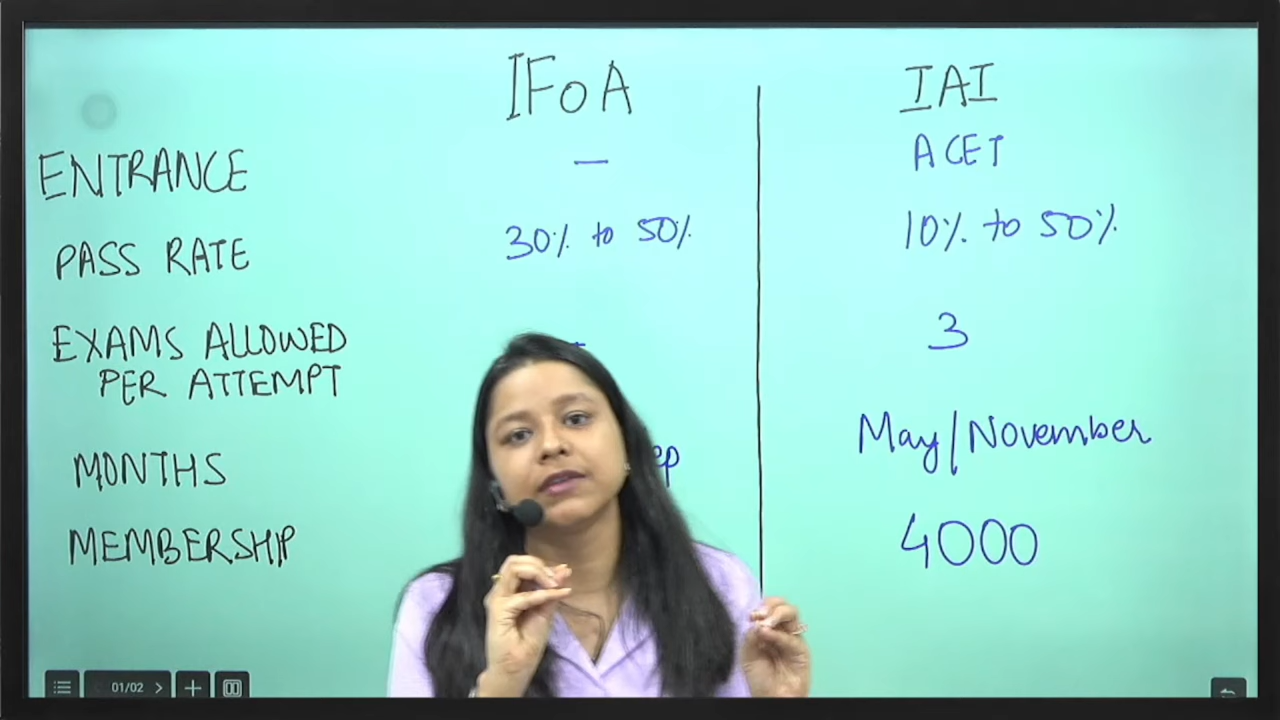 IFoA IAI
ENTRANCE — ACET
PASS RATE 30% to 50% 10% to 50%
EXAMS ALLOWED 3
PER ATTEMPT
MONTHS May/November
MEMBERSHIP 4000
01/02